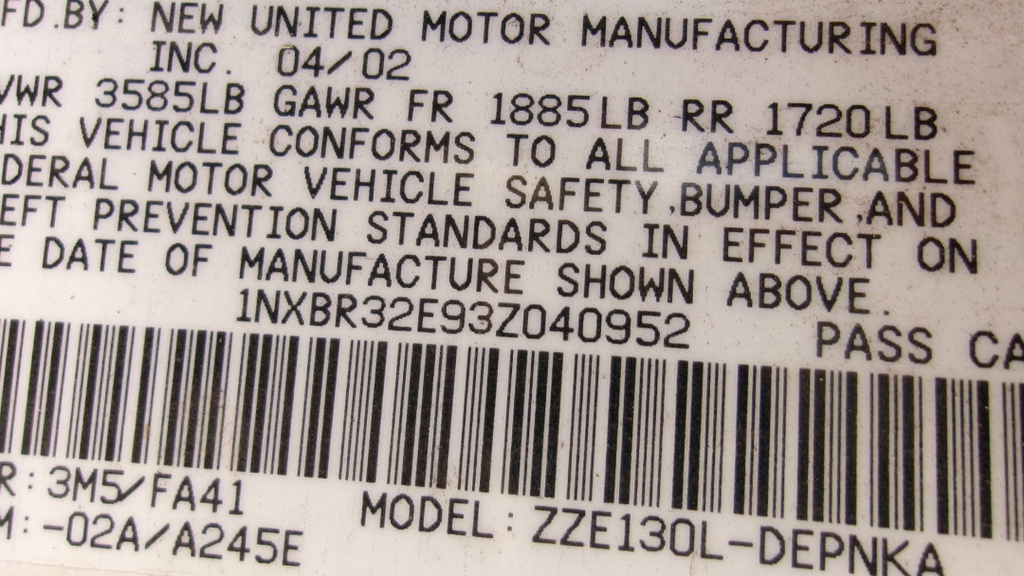 FD.BY: NEW UNITED MOTOR MANUFACTURING
INC. 04/02
VWR 3585LB GAWR FR 1885LB RR 1720LB
HIS VEHICLE CONFORMS TO ALL APPLICABLE
DERAL MOTOR VEHICLE SAFETY,BUMPER,AND
EFT PREVENTION STANDARDS IN EFFECT ON
E DATE OF MANUFACTURE SHOWN ABOVE.
1NXBR32E93Z040952 PASS CA
R:3M5/FA41
MODEL:ZZE130L-DEPNKA
M:-02A/A245E